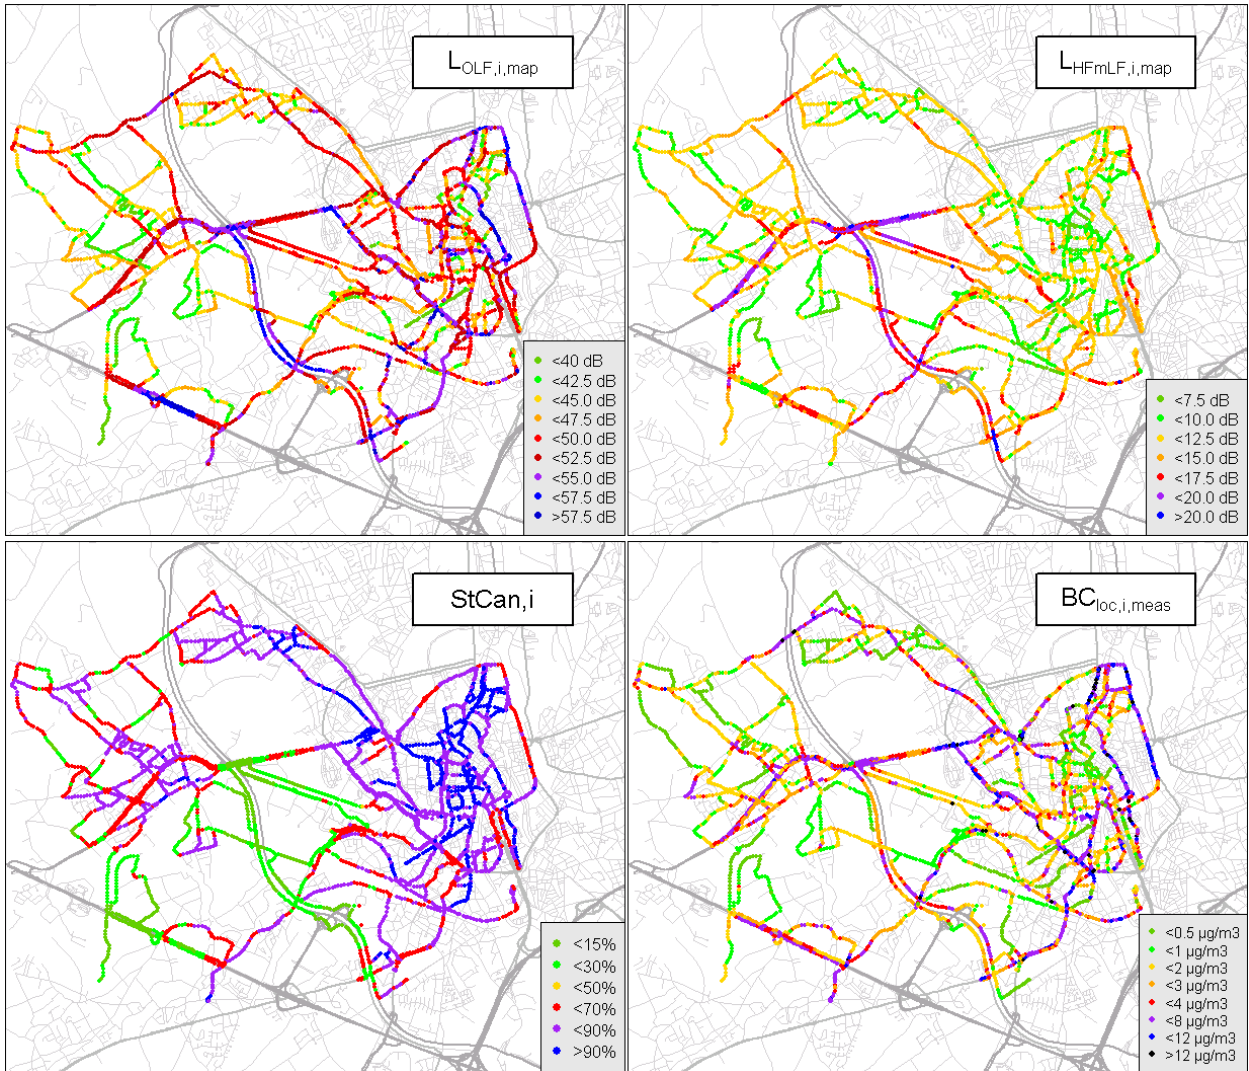 L_OLF,i,map
<40 dB
<42.5 dB
<45.0 dB
<47.5 dB
<50.0 dB
<52.5 dB
<55.0 dB
<57.5 dB
>57.5 dB
L_HFmLF,i,map
<7.5 dB
<10.0 dB
<12.5 dB
<15.0 dB
<17.5 dB
<20.0 dB
>20.0 dB
StCan,i
<15%
<30%
<50%
<70%
<90%
>90%
BC_loc,i,meas
<0.5 µg/m3
<1 µg/m3
<2 µg/m3
<3 µg/m3
<4 µg/m3
<8 µg/m3
<12 µg/m3
>12 µg/m3